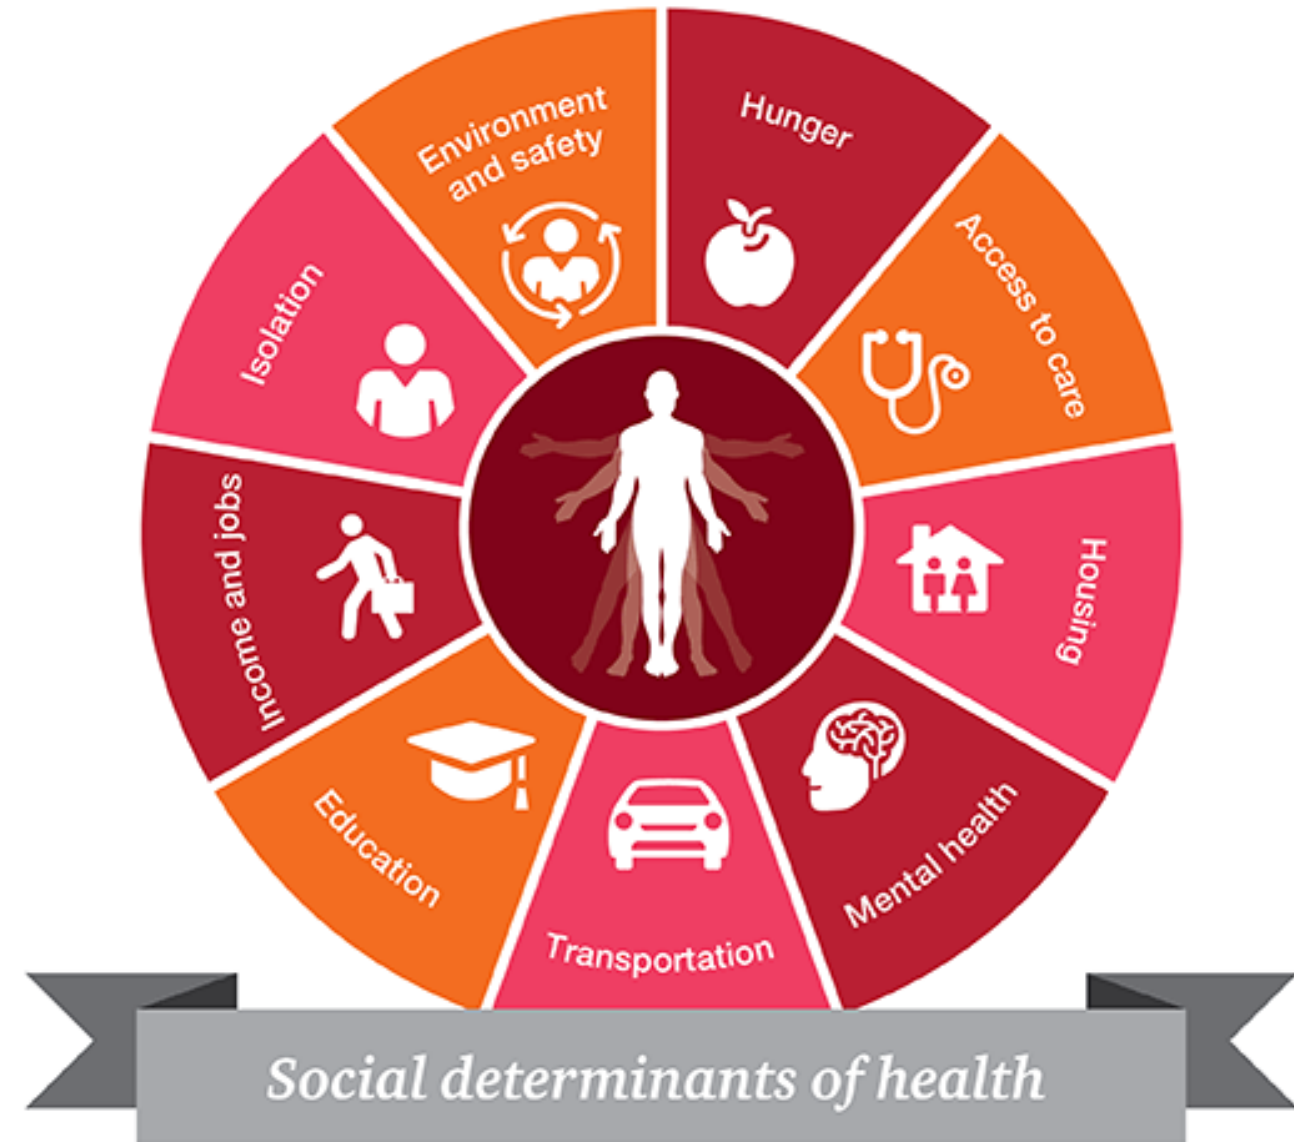 Environment
and safety
Hunger
Access to care
Housing
Mental health
Transportation
Education
Income and jobs
Isolation
Social determinants of health